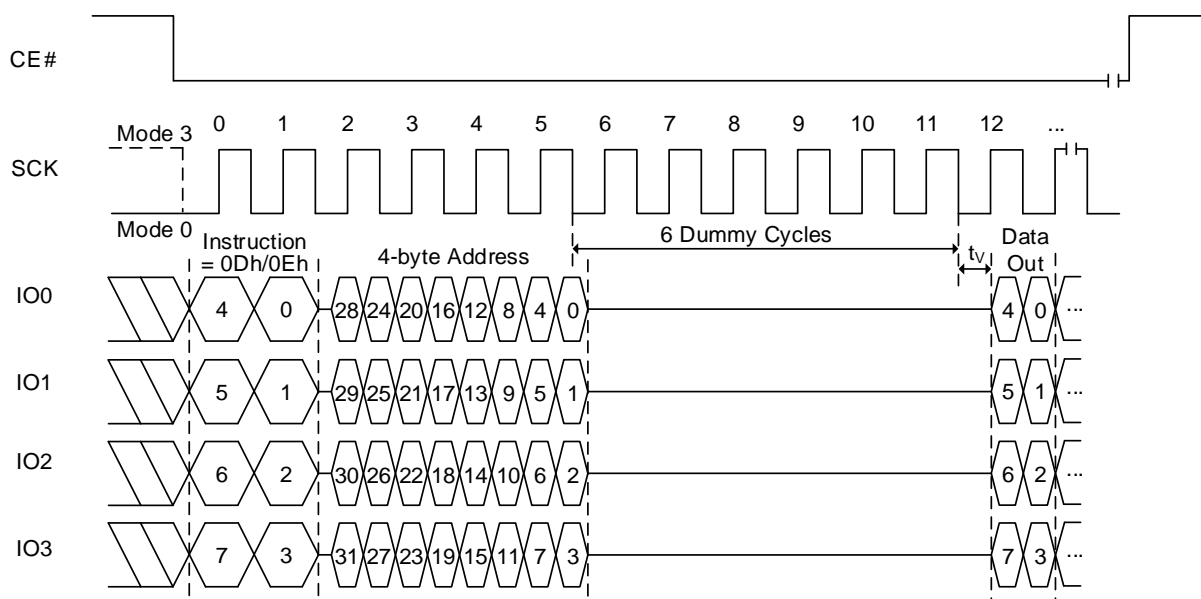 CE#
0 1 2 3 4 5 6 7 8 9 10 11 12 ...
Mode 3
SCK
Mode 0
6 Dummy Cycles
Instruction
= 0Dh/0Eh
4-byte Address
tV
Data
Out
IO0 4 0 28 24 20 16 12 8 4 0 4 0 ...
IO1 5 1 29 25 21 17 13 9 5 1 5 1 ...
IO2 6 2 30 26 22 18 14 10 6 2 6 2 ...
IO3 7 3 31 27 23 19 15 11 7 3 7 3 ...